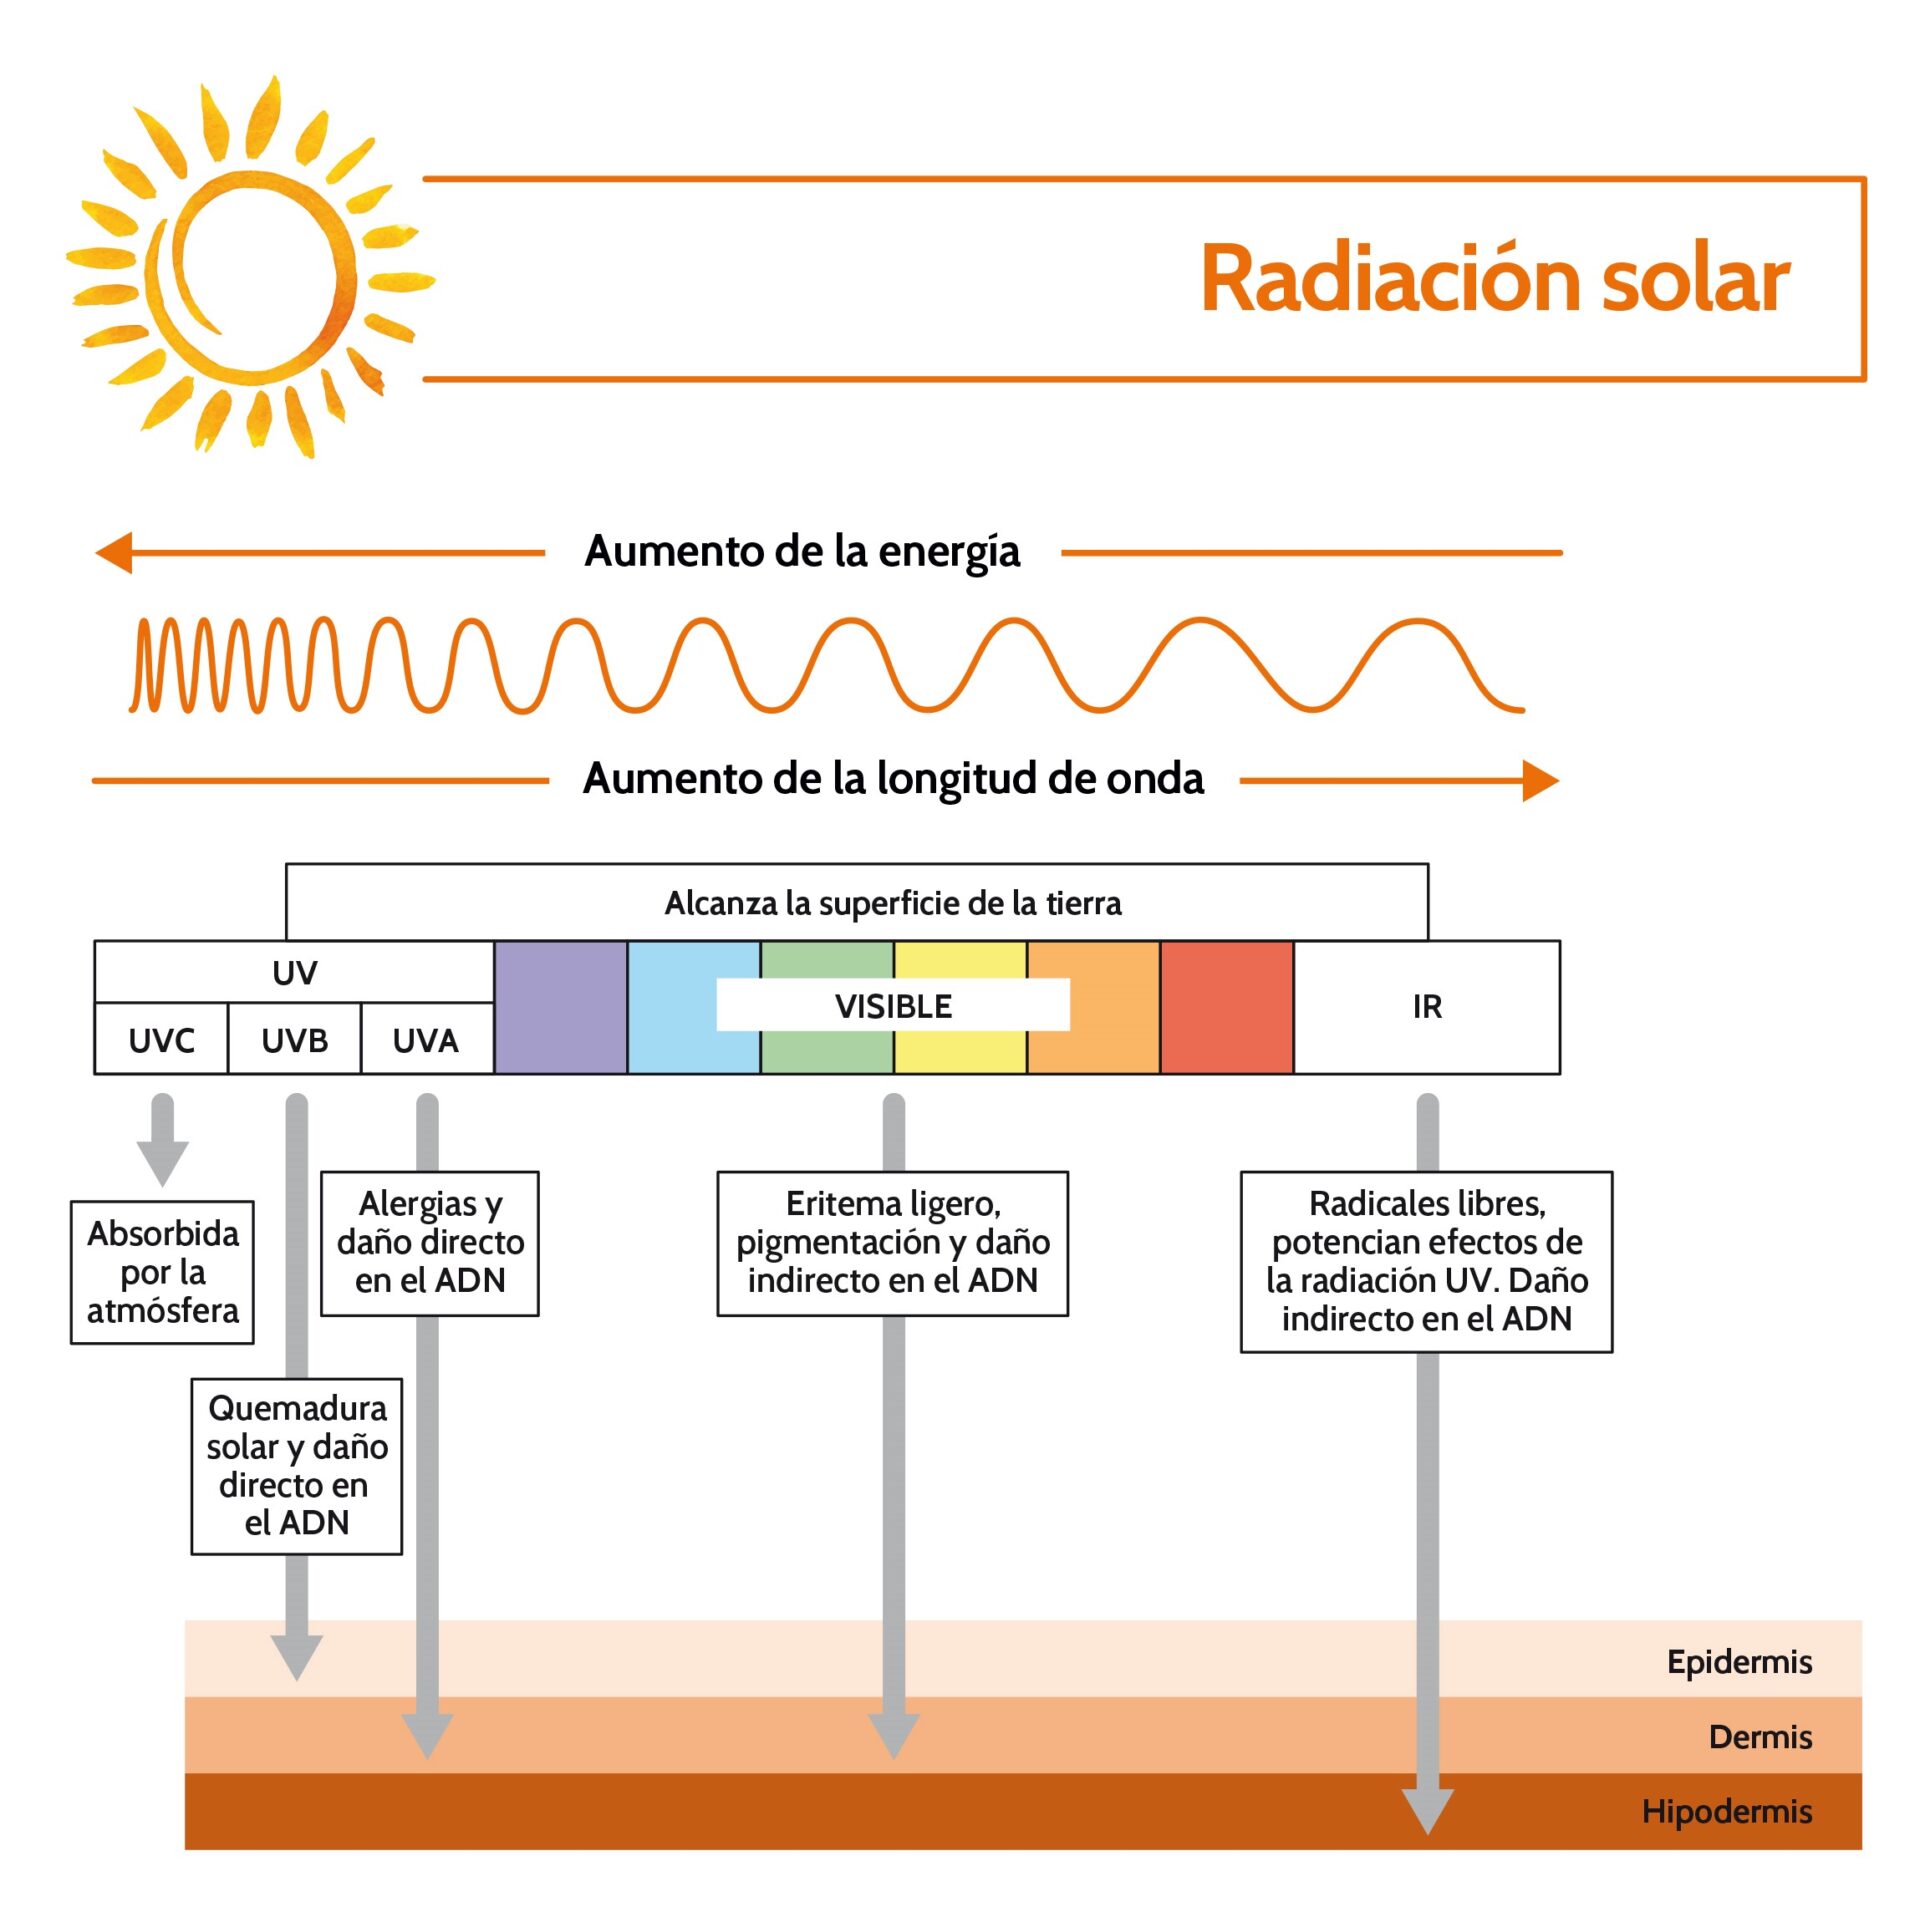 Radiación solar
Aumento de la energía
Aumento de la longitud de onda
Alcanza la superficie de la tierra
UV
UVC
UVB
UVA
VISIBLE
IR
Absorbida
por la
atmósfera
Quemadura
solar y daño
directo en
el ADN
Alergias y
daño directo
en el ADN
Eritema ligero,
pigmentación y daño
indirecto en el ADN
Radicales libres,
potencian efectos de
la radiación UV. Daño
indirecto en el ADN
Epidermis
Dermis
Hipodermis